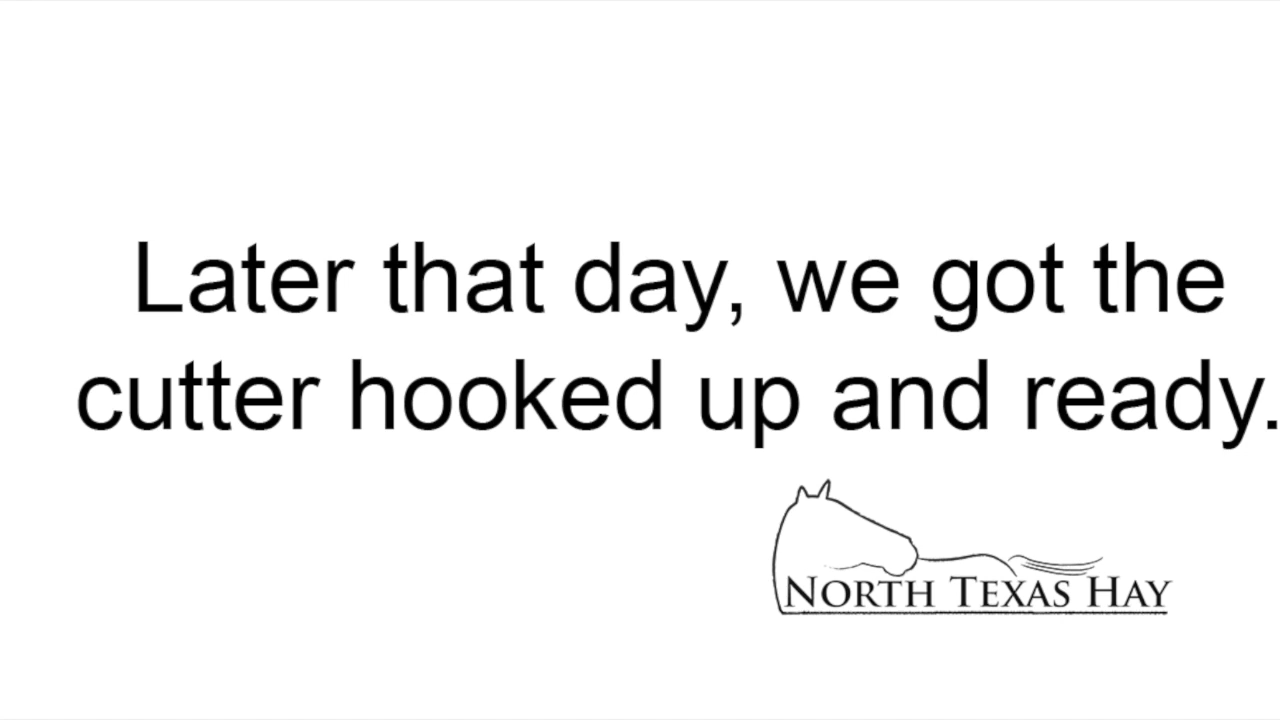 Later that day, we got the
cutter hooked up and ready.
North Texas Hay